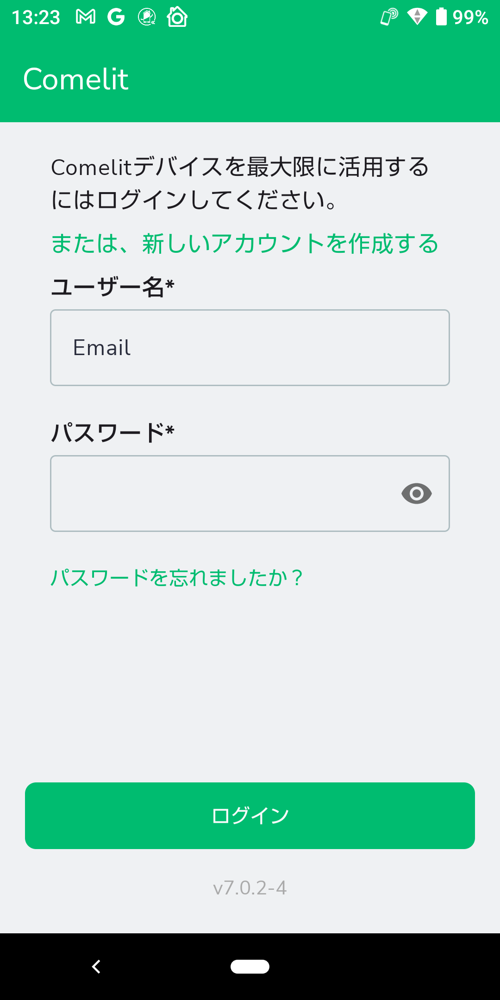 13:23
99%
Comelit
Comelitデバイスを最大限に活用する
にはログインしてください。
または、新しいアカウントを作成する
ユーザー名*
Email
パスワード*
パスワードを忘れましたか？
ログイン
v7.0.2-4